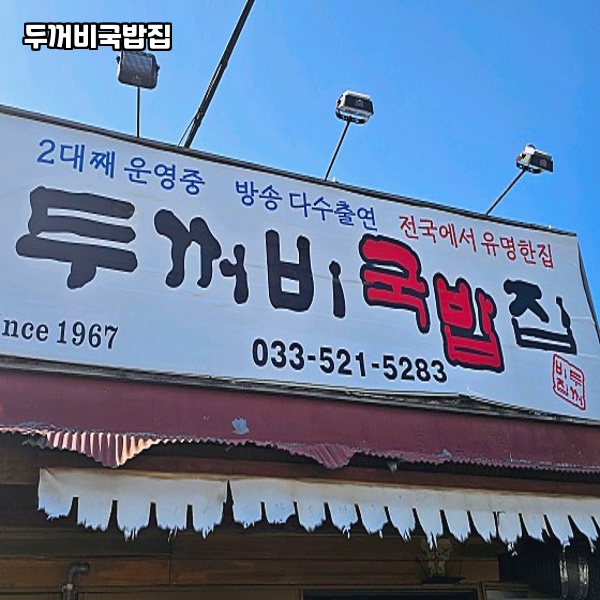 두꺼비국밥집
2대째 운영중 방송 다수출연 전국에서 유명한집
두꺼비국밥집
ince 1967
033-521-5283